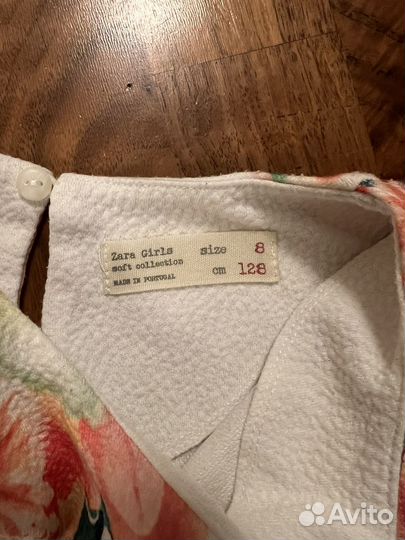 Zara Girls size 8
soft collection cm 128
MADE IN PORTUGAL
Avito